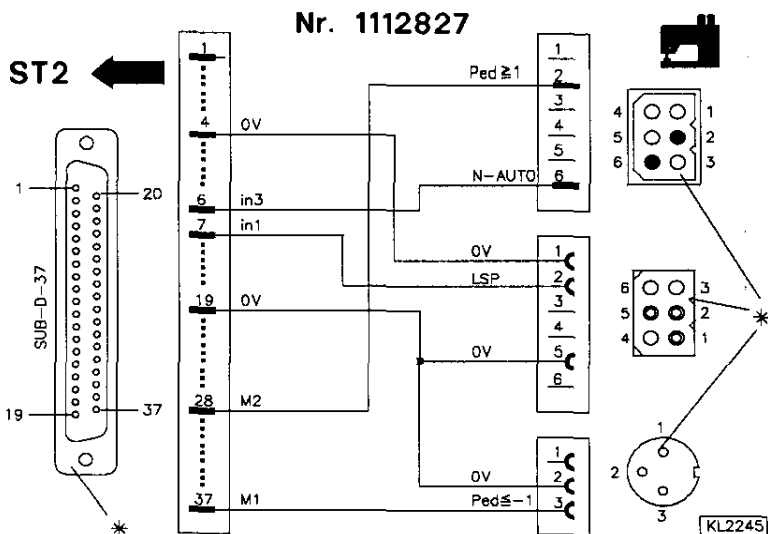 Nr. 1112827
ST2
1
4 0V
6 in3
7 in1
19 0V
28 M2
37 M1
1
20
SUB-D-37
19
37
*
Ped≧1
N-AUTO
1
2
3
4
5
6
0V
LSP
0V
1
2
3
4
5
6
0V
Ped≦-1
1
2
3
4 1
5 2
6 3
6 3
5 2
4 1
*
1
2
3
KL2245